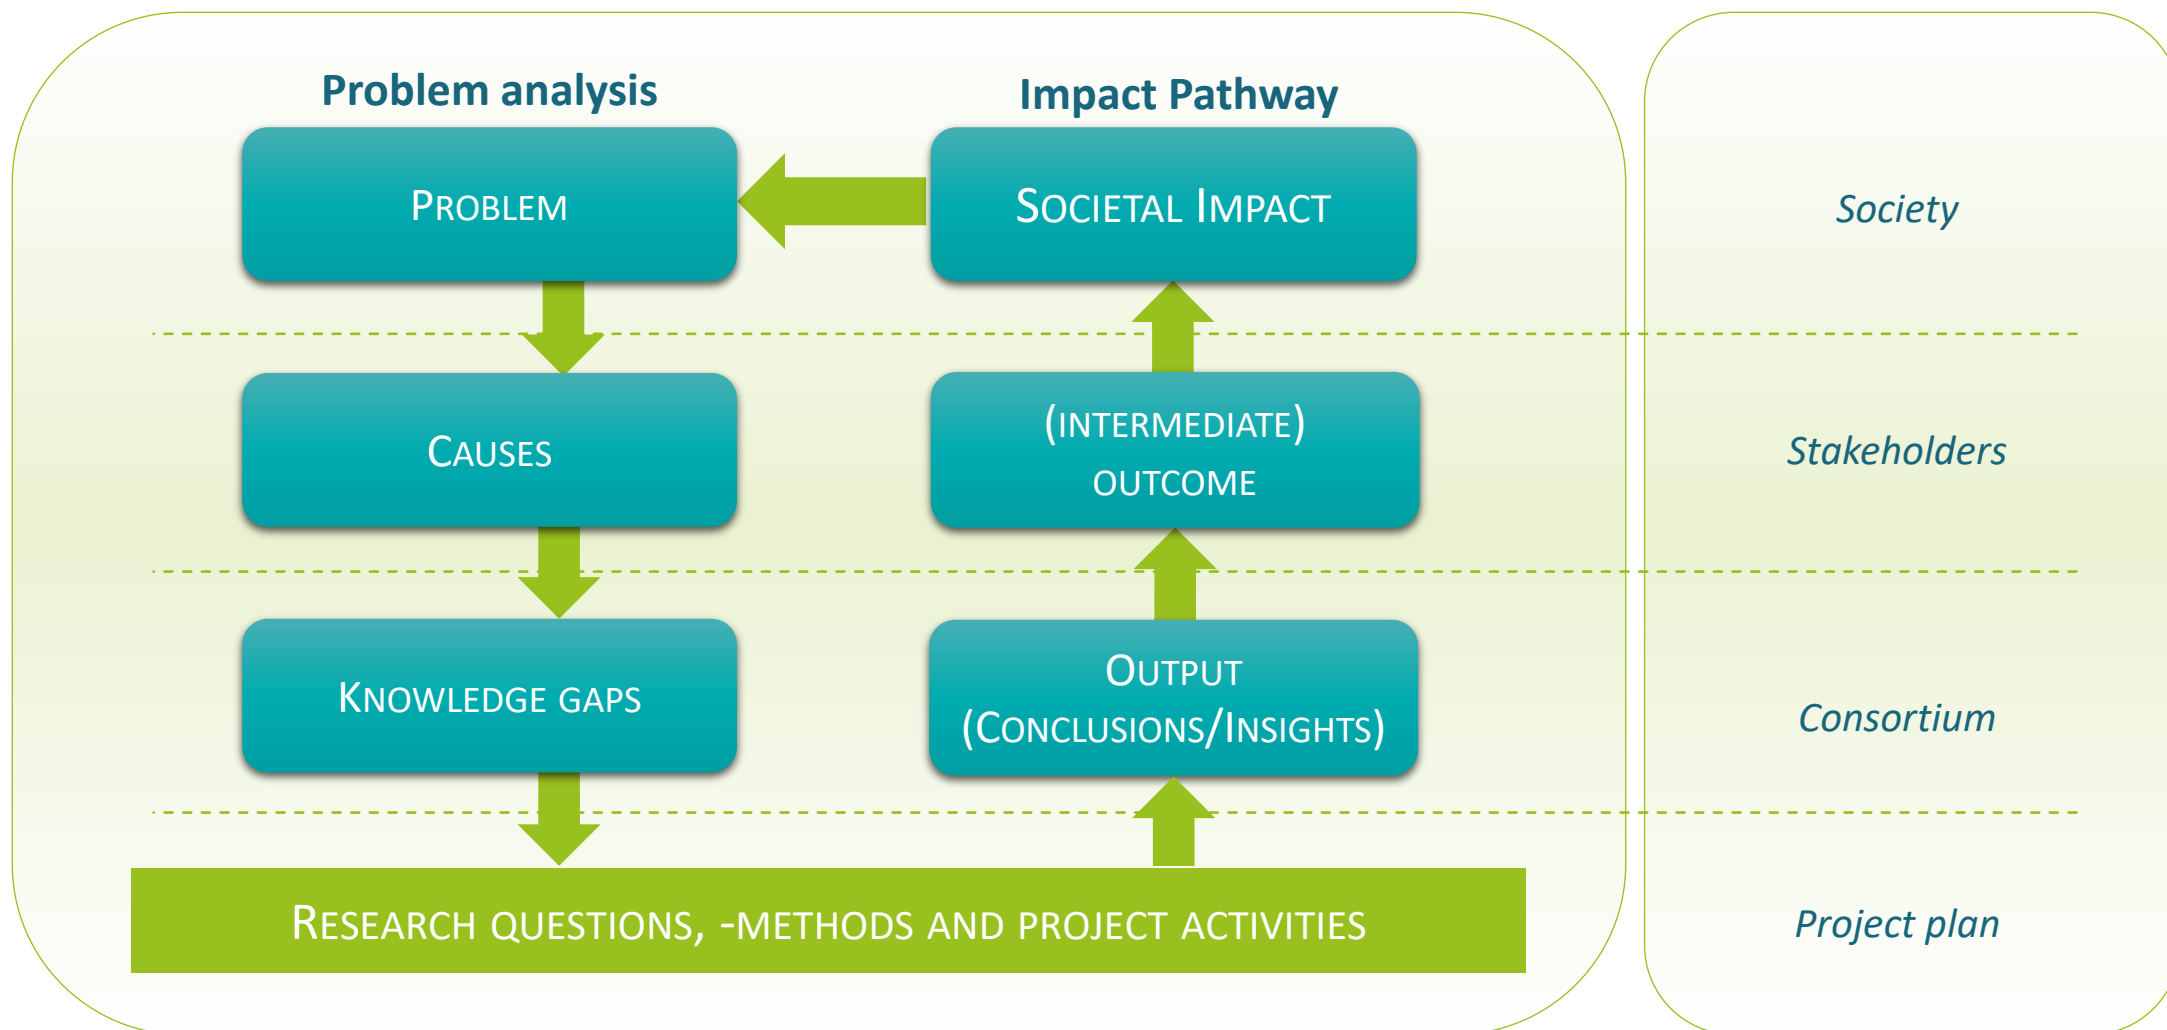 Problem analysis
Impact Pathway
PROBLEM
SOCIETAL IMPACT
Society
CAUSES
(INTERMEDIATE)
OUTCOME
Stakeholders
KNOWLEDGE GAPS
OUTPUT
(CONCLUSIONS/INSIGHTS)
Consortium
RESEARCH QUESTIONS, -METHODS AND PROJECT ACTIVITIES
Project plan